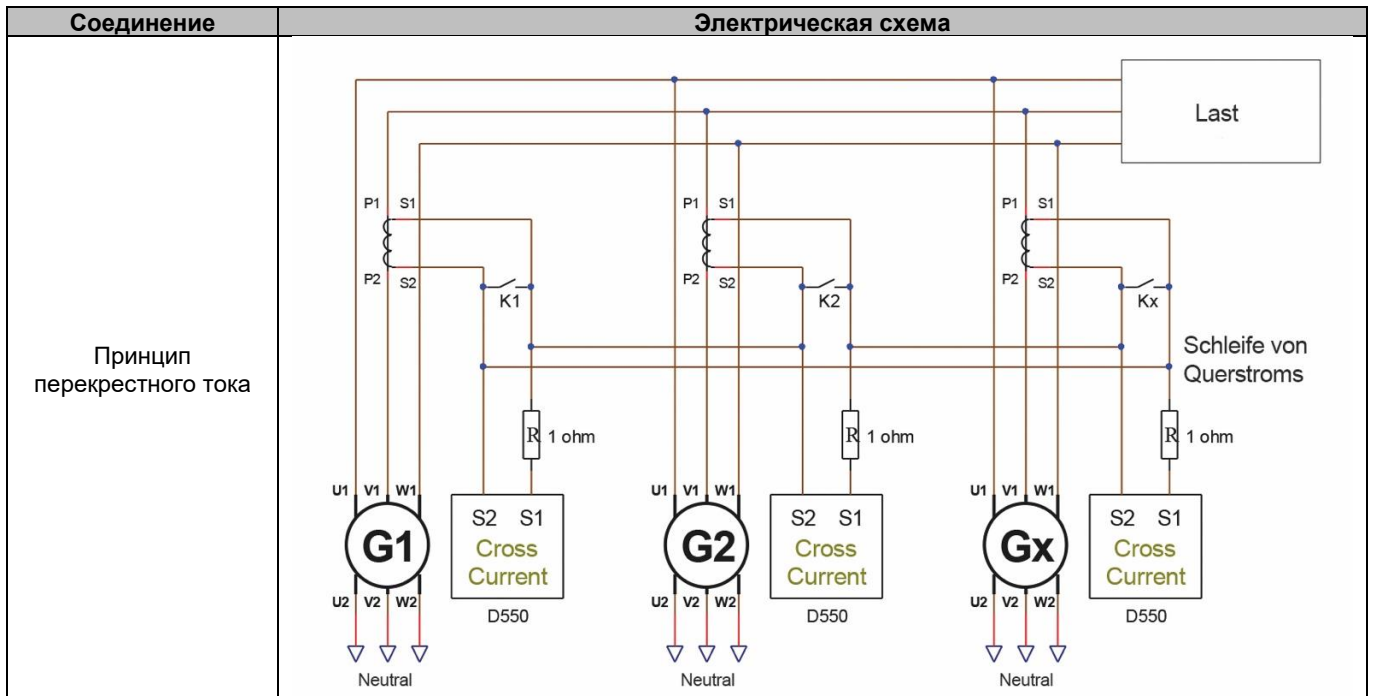 Соединение Электрическая схема
Принцип
перекрестного тока
Last
P1 S1 P1 S1 P1 S1
P2 S2 P2 S2 P2 S2
K1 K2 Kx
Schleife von
Querstroms
R 1 ohm R 1 ohm R 1 ohm
U1 V1 W1 U1 V1 W1 U1 V1 W1
S2 S1 S2 S1 S2 S1
G1 Cross G2 Cross Gx Cross
Current Current Current
U2 V2 W2 U2 V2 W2 U2 V2 W2
D550 D550 D550
Neutral Neutral Neutral